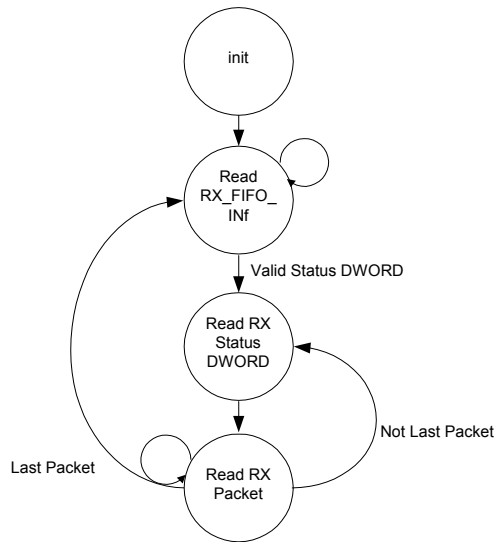 init
Read
RX_FIFO_
INf
Valid Status DWORD
Read RX
Status
DWORD
Not Last Packet
Last Packet
Read RX
Packet